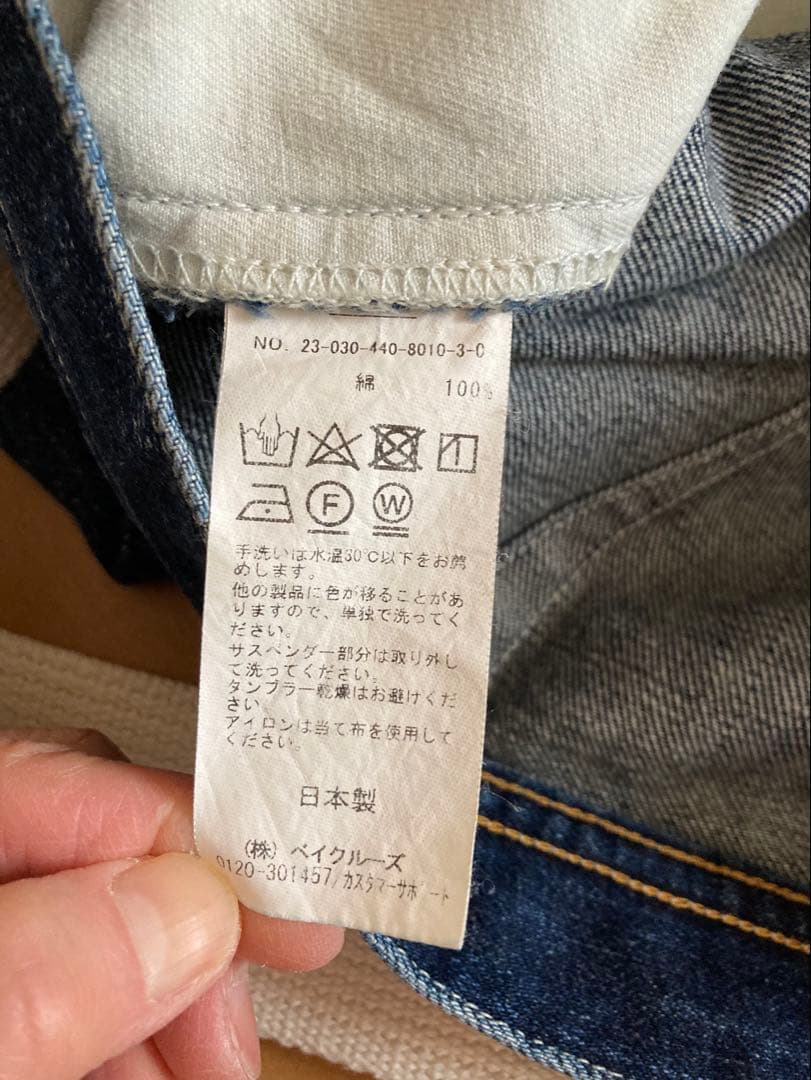 NO. 23-030-440-8010-3-0
綿 100%
F W
手洗いは水温30℃以下をお薦
めします。
他の製品に色が移ることがあ
りますので、単独で洗ってく
ださい。
サスペンダー部分は取り外し
て洗ってください。
タンブラー乾燥はお避けくだ
さい。
アイロンは当て布を使用して
ください。
日本製
(株) ベイクルーズ
0120-301457/カスタマーサポート